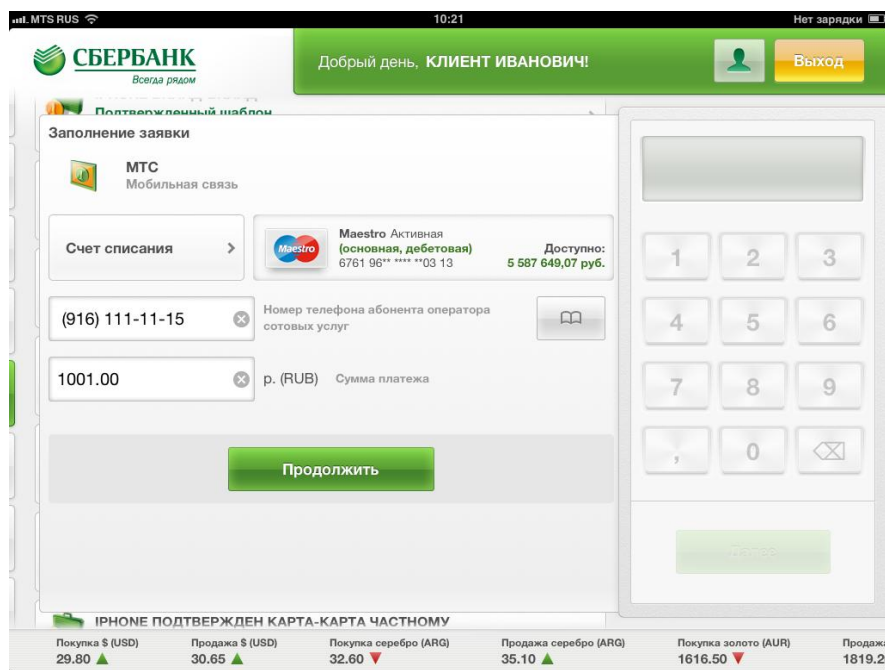 MTS RUS 10:21 Нет зарядки
СБЕРБАНК
Всегда рядом
Добрый день, КЛИЕНТ ИВАНОВИЧ!
Выход
Подтвержденный шаблон
Заполнение заявки
МТС
Мобильная связь
Счет списания
Maestro
Maestro Активная
(основная, дебетовая)
6761 96** **** **03 13
Доступно:
5 587 649,07 руб.
(916) 111-11-15
Номер телефона абонента оператора
сотовых услуг
1001.00
р. (RUB) Сумма платежа
Продолжить
1 2 3
4 5 6
7 8 9
, 0
IPHONE ПОДТВЕРЖДЕН КАРТА-КАРТА ЧАСТНОМУ
Покупка $ (USD) Продажа $ (USD) Покупка серебро (ARG) Продажа серебро (ARG) Покупка золото (AUR)
29.80 30.65 32.60 35.10 1616.50 1819.2